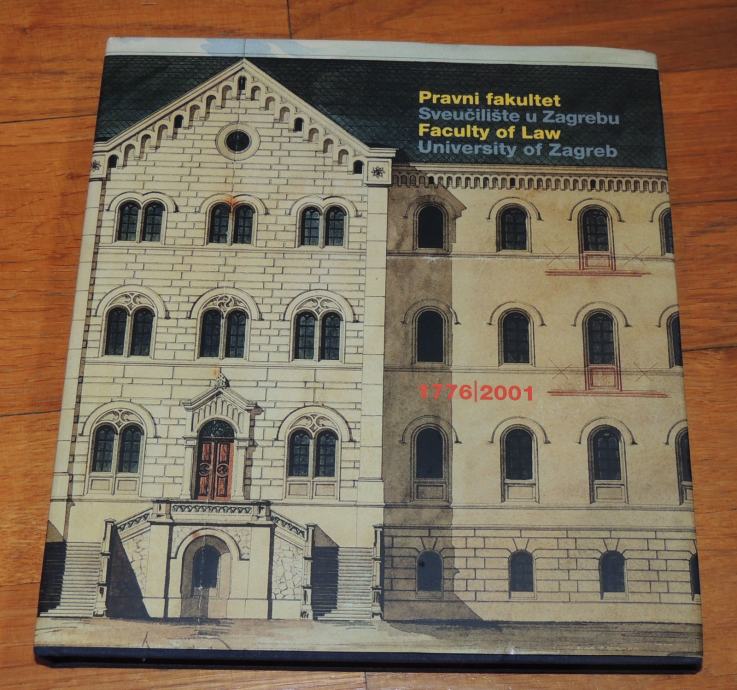 Pravni fakultet
Sveučilište u Zagrebu
Faculty of Law
University of Zagreb
1776|2001